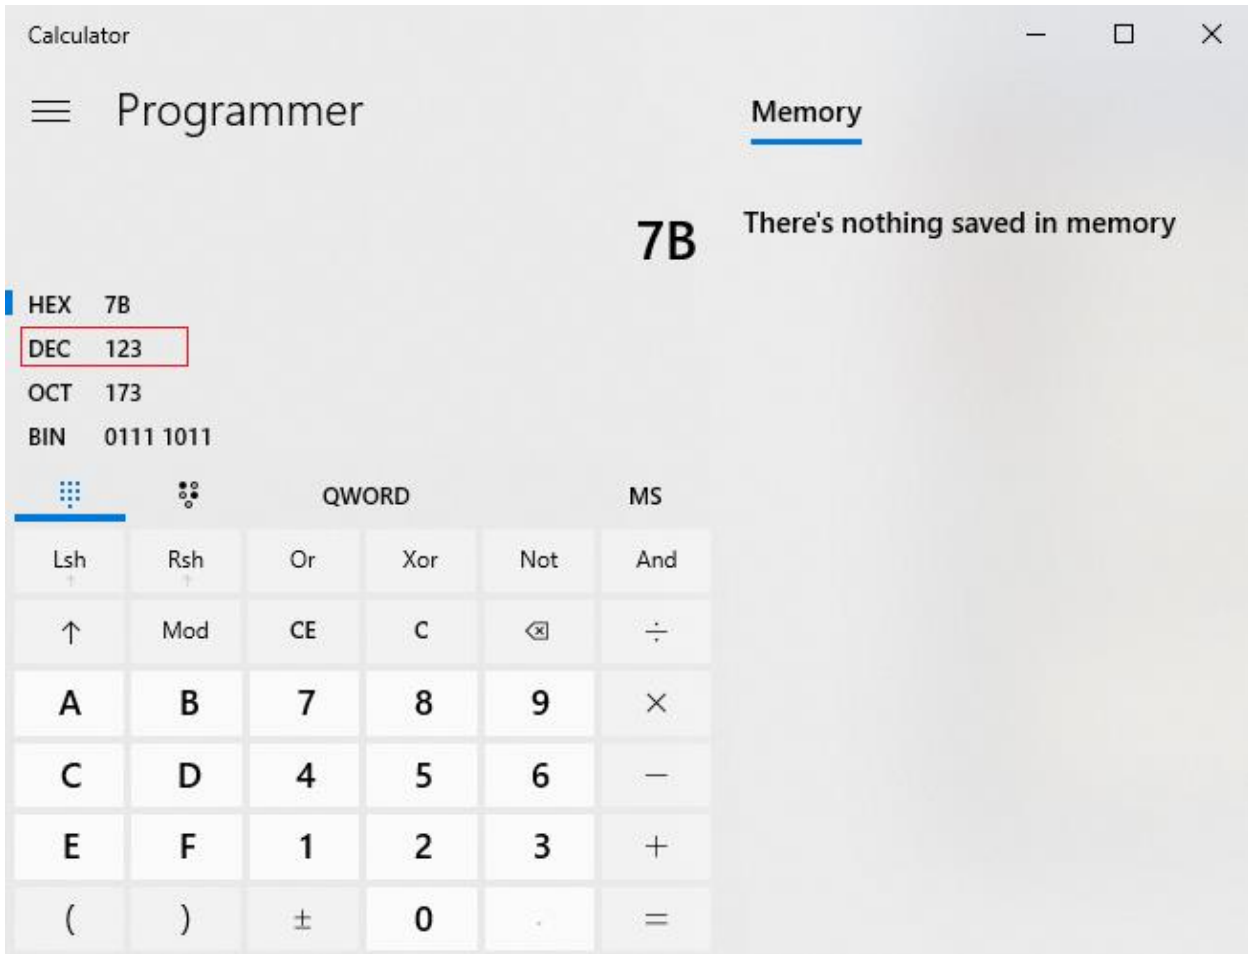 Calculator
Programmer
Memory
7B
There's nothing saved in memory
HEX 7B
DEC 123
OCT 173
BIN 0111 1011
QWORD MS
Lsh Rsh Or Xor Not And
↑ Mod CE C ÷
A B 7 8 9 ×
C D 4 5 6 −
E F 1 2 3 +
( ) ± 0 . =